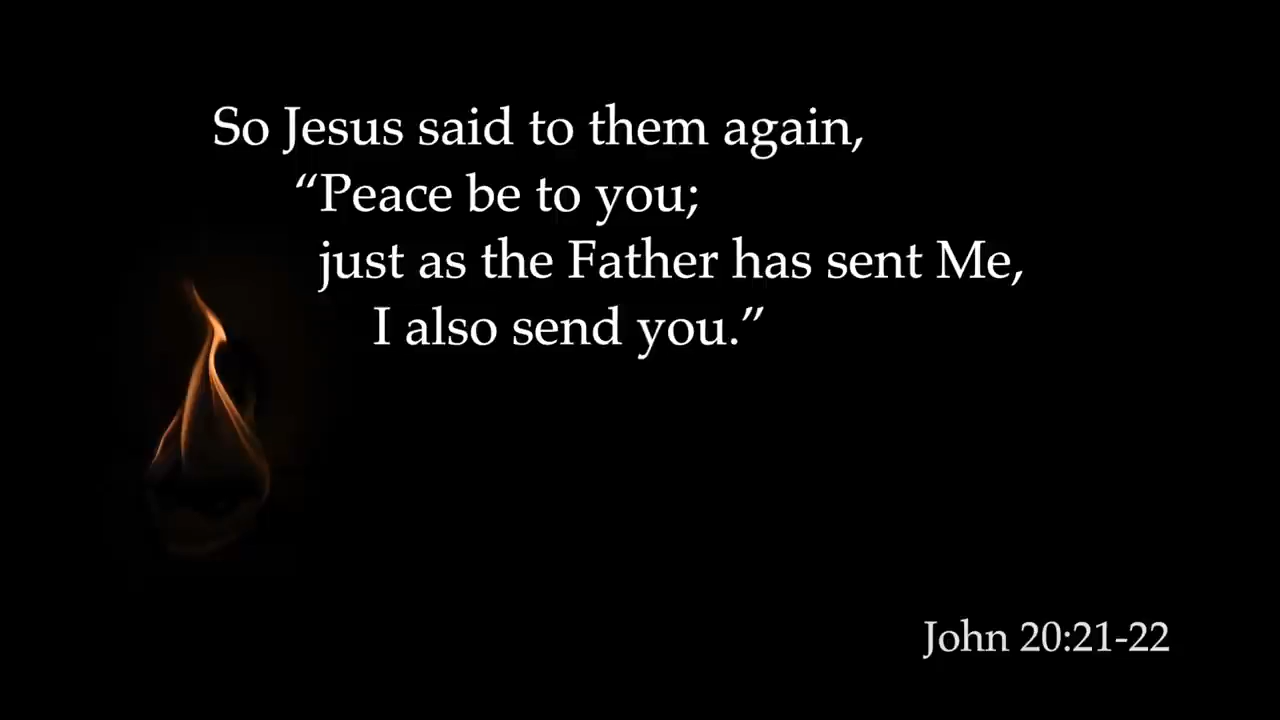 So Jesus said to them again,
“Peace be to you;
just as the Father has sent Me,
I also send you.”
John 20:21-22